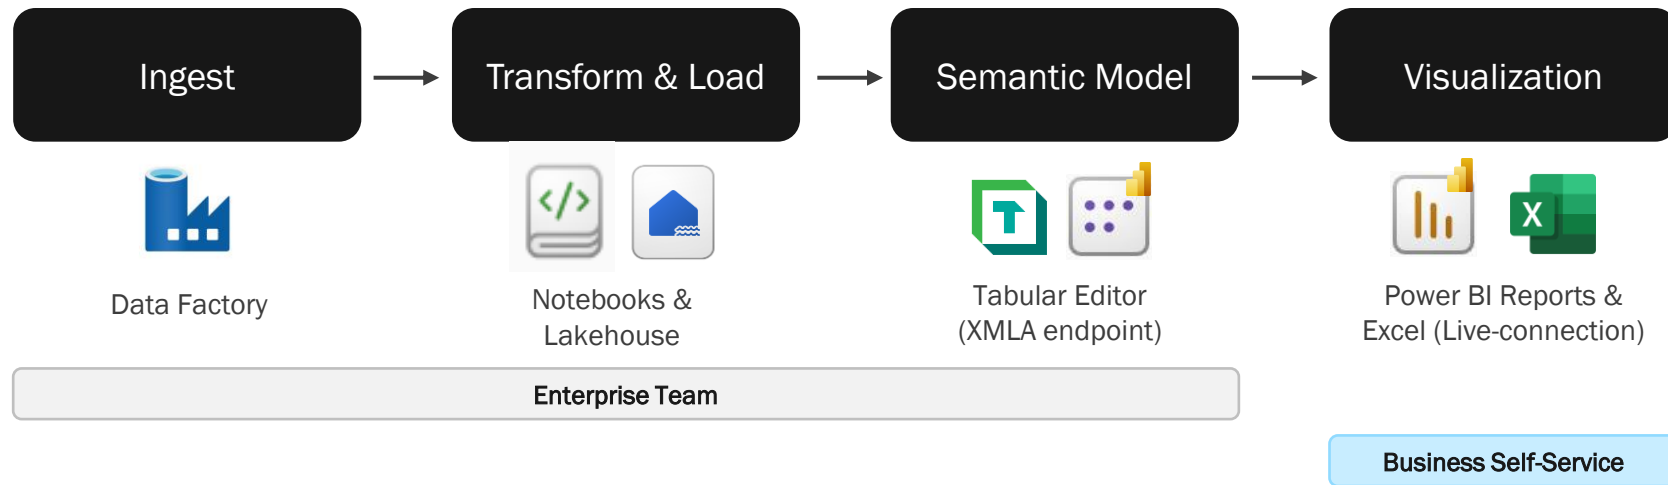 Ingest
Transform & Load
Semantic Model
Visualization
</>
T
X
Data Factory
Notebooks &
Lakehouse
Tabular Editor
(XMLA endpoint)
Power BI Reports &
Excel (Live-connection)
Enterprise Team
Business Self-Service